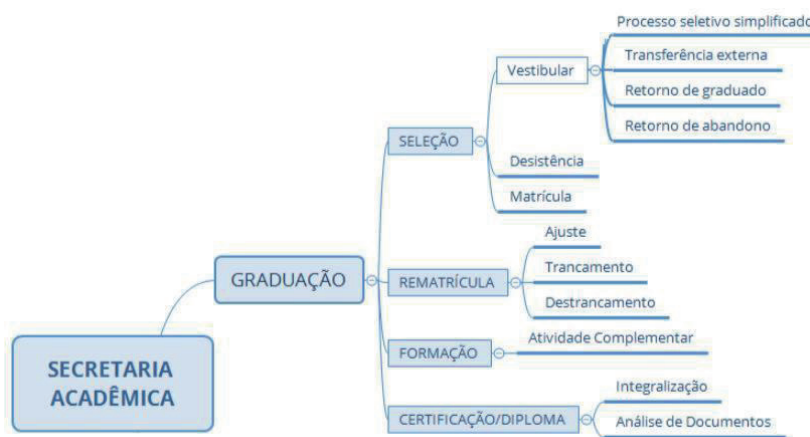 Processo seletivo simplificado
Transferência externa
Vestibular
Retorno de graduado
Retorno de abandono
SELEÇÃO
Desistência
Matrícula
Ajuste
GRADUAÇÃO
REMATRÍCULA
Trancamento
Destrancamento
FORMAÇÃO
Atividade Complementar
SECRETARIA
ACADÊMICA
Integralização
CERTIFICAÇÃO/DIPLOMA
Análise de Documentos